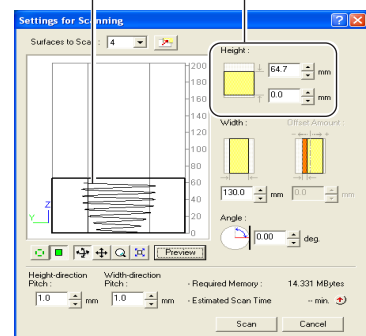 Settings for Scanning
Surfaces to Scan : 4
Height :
64.7 mm
0.0 mm
200
180
160
140
120
100
80
60
40
20
0
Z
Y
Width :
Offset Amount :
130.0 mm
0.0 mm
Angle :
0.00 deg.
Preview
Height-direction Pitch :
Width-direction Pitch :
1.0 mm
1.0 mm
- Required Memory : 14.331 MBytes
- Estimated Scan Time -- min.
Scan
Cancel